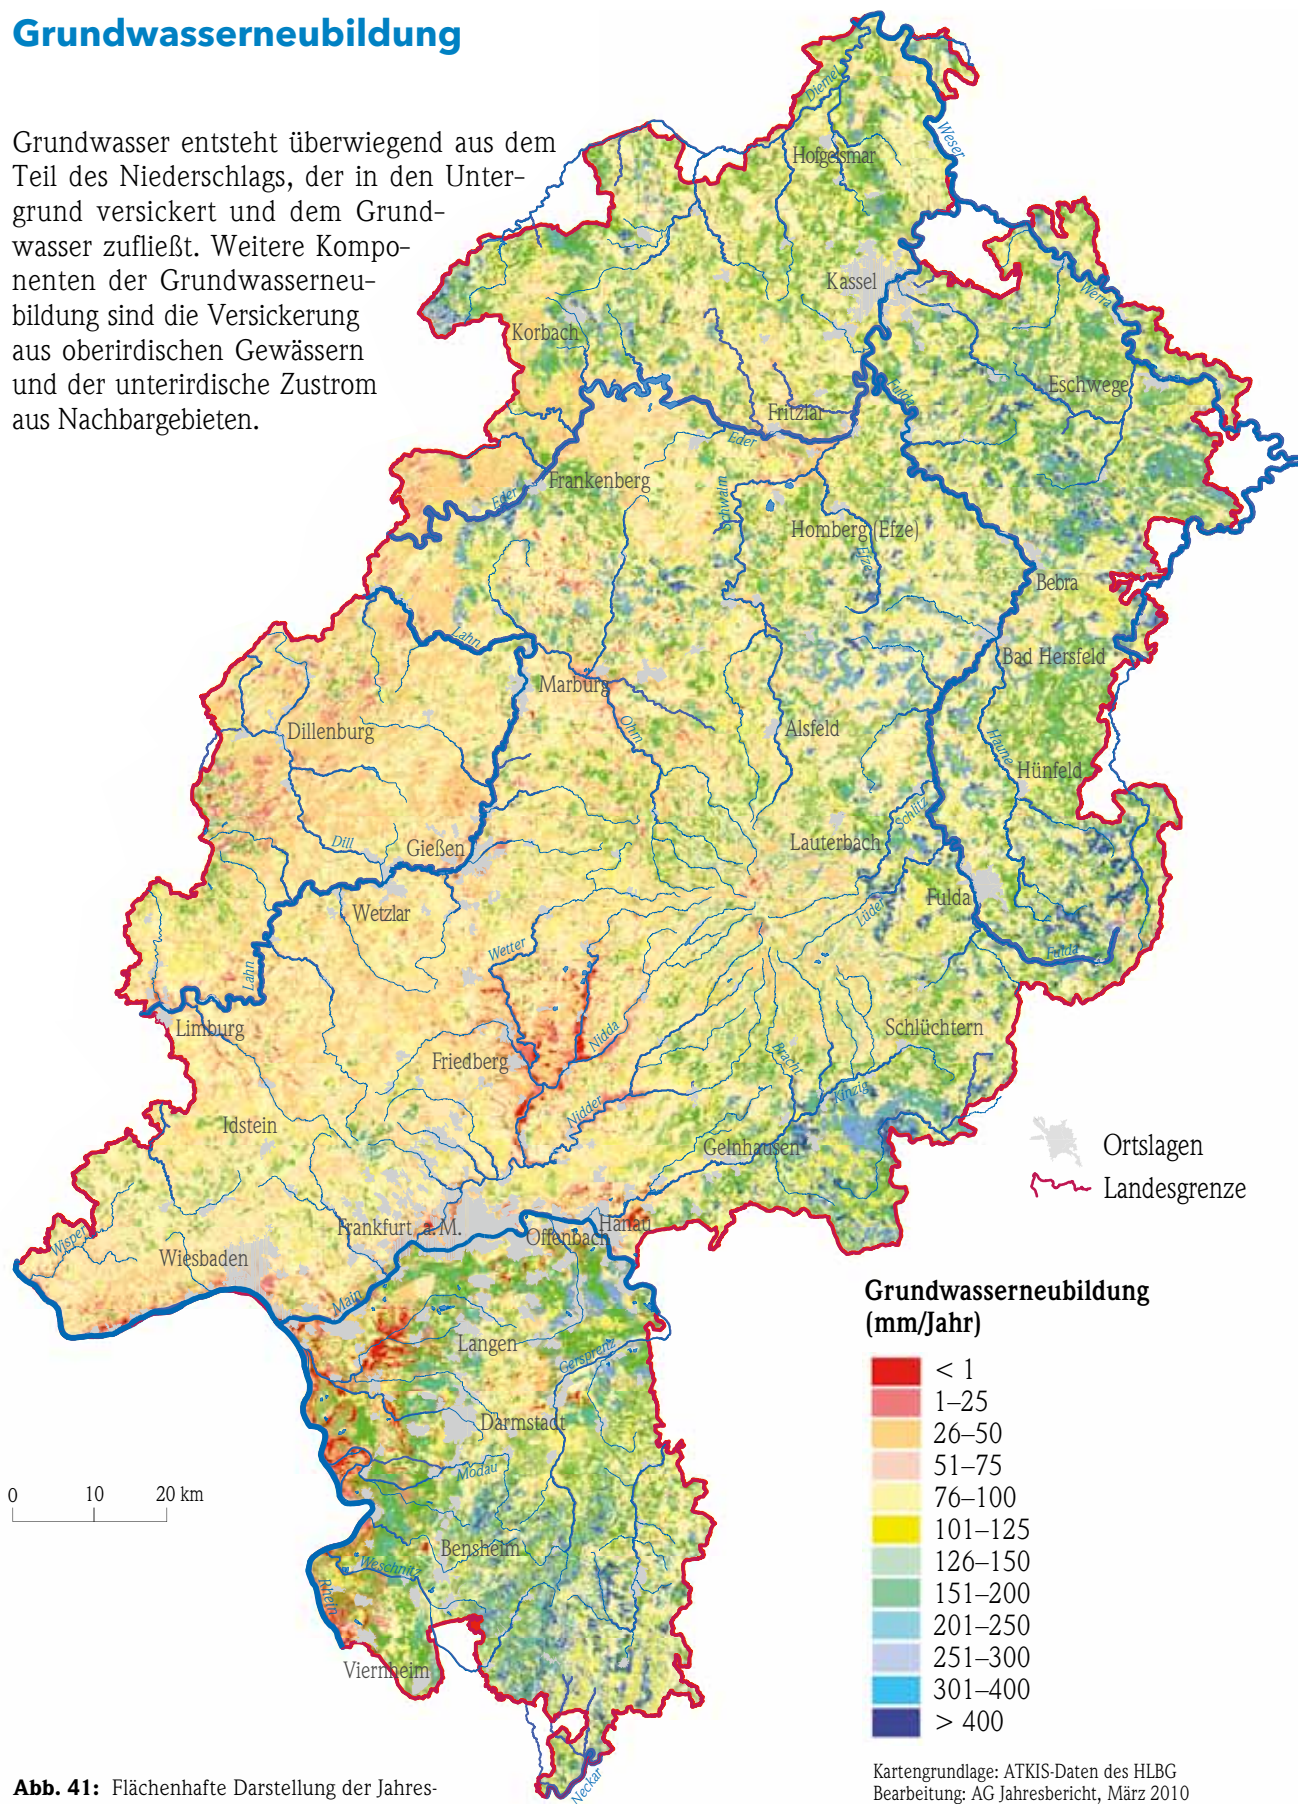 Grundwasserneubildung
Grundwasser entsteht überwiegend aus dem
Teil des Niederschlags, der in den Unter-
grund versickert und dem Grund-
wasser zufließt. Weitere Kompo-
nenten der Grundwasserneu-
bildung sind die Versickerung
aus oberirdischen Gewässern
und der unterirdische Zustrom
aus Nachbargebieten.
Diemel
Weser
Hofgeismar
Kassel
Werra
Korbach
Eschwege
Fulda
Fritzlar
Eder
Frankenberg
Eder
Schwalm
Homberg (Efze)
Efze
Bebra
Lahn
Bad Hersfeld
Marburg
Ohm
Dillenburg
Alsfeld
Haune
Hünfeld
Schlitz
Dill
Gießen
Lauterbach
Wetzlar
Fulda
Lüder
Wetter
Fulda
Lahn
Limburg
Nidda
Schlüchtern
Friedberg
Bracht
Kinzig
Nidder
Idstein
Gelnhausen
Ortslagen
Landesgrenze
Frankfurt a. M.
Hanau
Offenbach
Wisper
Wiesbaden
Main
Langen
Gersprenz
Darmstadt
Modau
Bensheim
Weschnitz
Rhein
Viernheim
Neckar
0 10 20 km
Grundwasserneubildung
(mm/Jahr)
< 1
1–25
26–50
51–75
76–100
101–125
126–150
151–200
201–250
251–300
301–400
> 400
Kartengrundlage: ATKIS-Daten des HLBG
Bearbeitung: AG Jahresbericht, März 2010
Abb. 41: Flächenhafte Darstellung der Jahres-